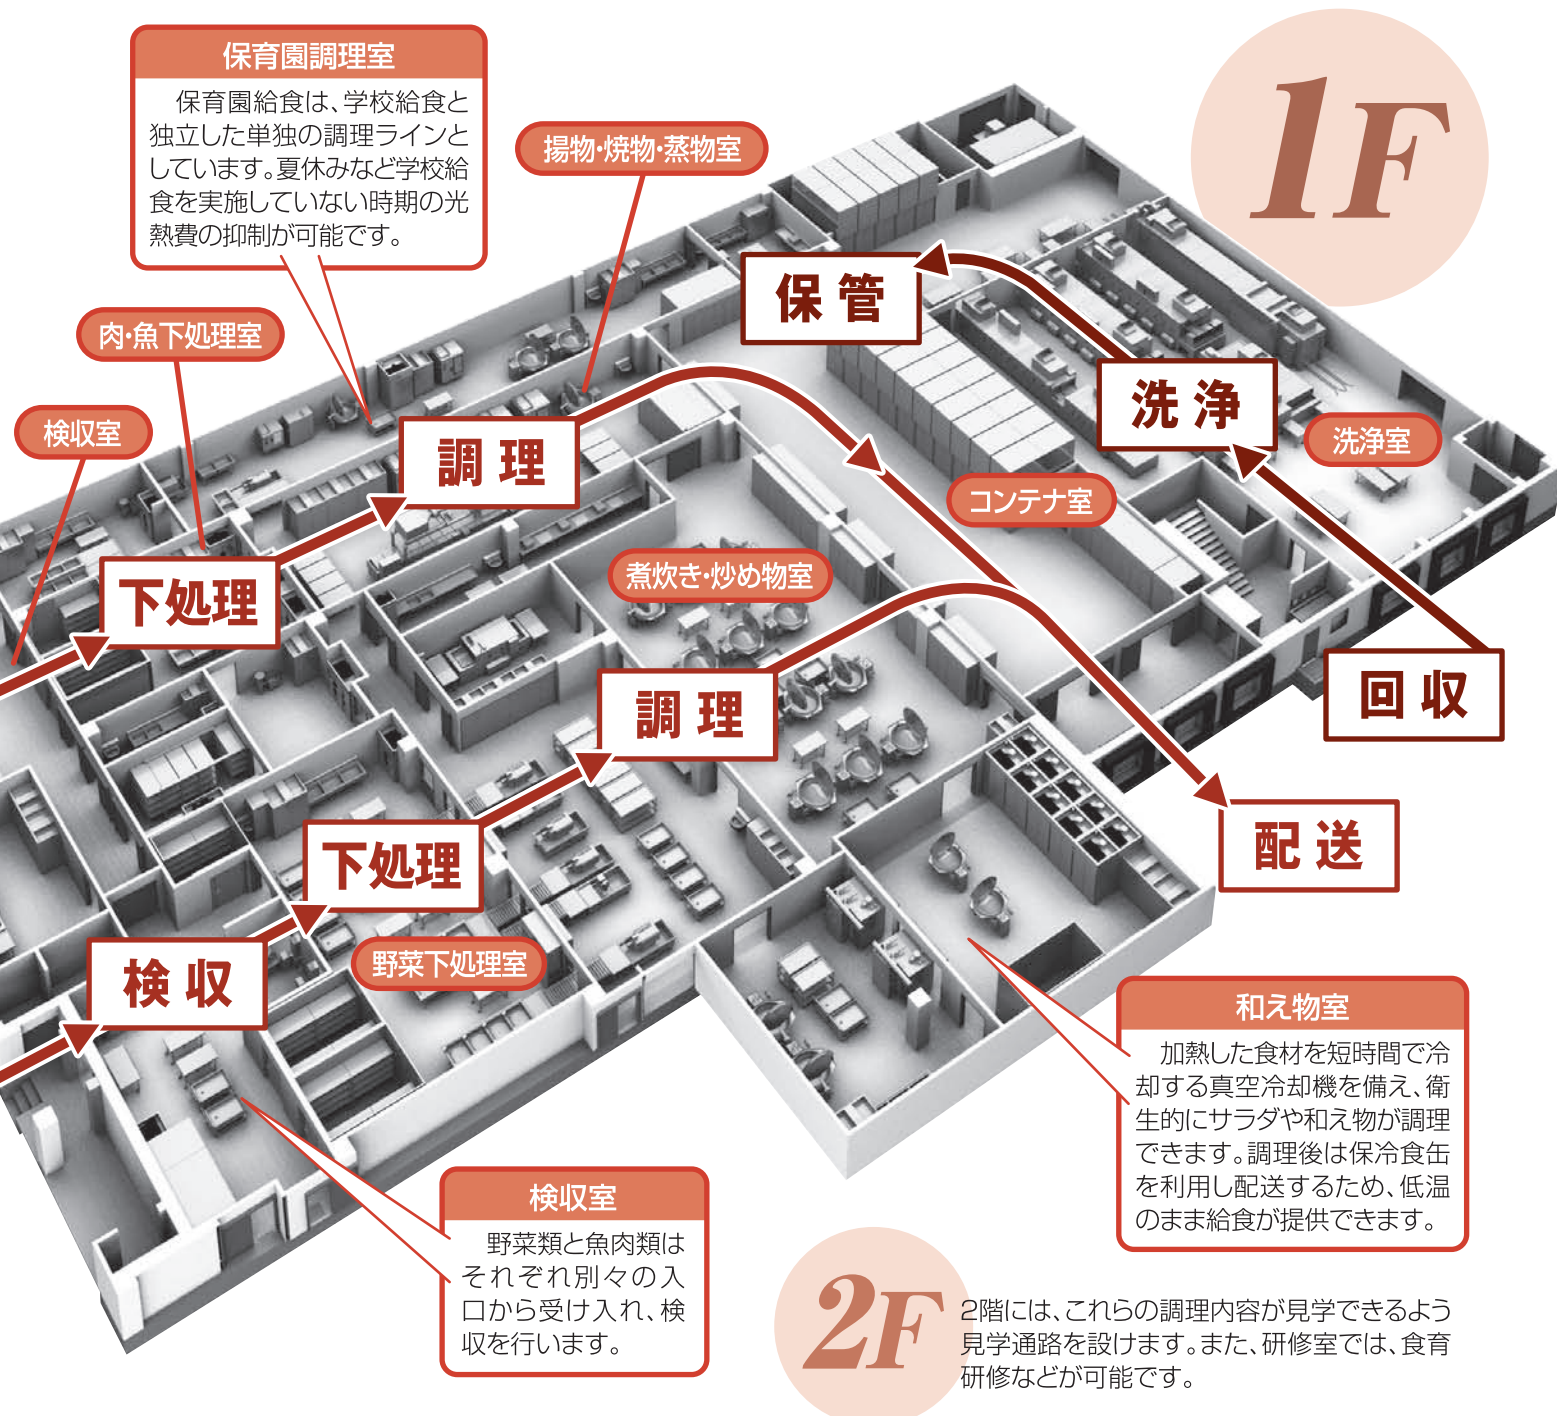 1F
保育園調理室
　保育園給食は、学校給食と
独立した単独の調理ラインと
しています。夏休みなど学校給
食を実施していない時期の光
熱費の抑制が可能です。
揚物・焼物・蒸物室
肉・魚下処理室
検収室
保管
洗浄
洗浄室
調理
コンテナ室
下処理
煮炊き・炒め物室
回収
調理
配送
下処理
検収
野菜下処理室
和え物室
　加熱した食材を短時間で冷
却する真空冷却機を備え、衛
生的にサラダや和え物が調理
できます。調理後は保冷食缶
を利用し配送するため、低温
のまま給食が提供できます。
検収室
　野菜類と魚肉類は
それぞれ別々の入
口から受け入れ、検
収を行います。
2F
2階には、これらの調理内容が見学できるよう
見学通路を設けます。また、研修室では、食育
研修などが可能です。